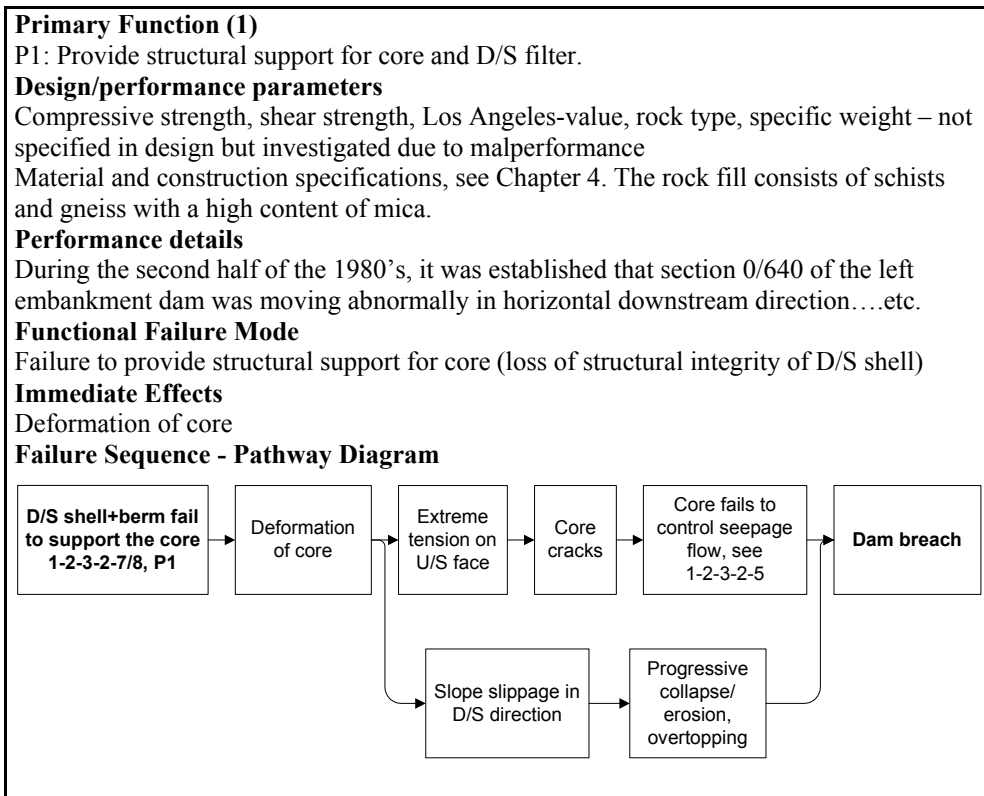 Primary Function (1)
P1: Provide structural support for core and D/S filter.
Design/performance parameters
Compressive strength, shear strength, Los Angeles-value, rock type, specific weight – not
specified in design but investigated due to malperformance
Material and construction specifications, see Chapter 4. The rock fill consists of schists
and gneiss with a high content of mica.
Performance details
During the second half of the 1980’s, it was established that section 0/640 of the left
embankment dam was moving abnormally in horizontal downstream direction….etc.
Functional Failure Mode
Failure to provide structural support for core (loss of structural integrity of D/S shell)
Immediate Effects
Deformation of core
Failure Sequence - Pathway Diagram
D/S shell+berm fail
to support the core
1-2-3-2-7/8, P1
Deformation
of core
Extreme
tension on
U/S face
Core
cracks
Core fails to
control seepage
flow, see
1-2-3-2-5
Dam breach
Slope slippage in
D/S direction
Progressive
collapse/
erosion,
overtopping